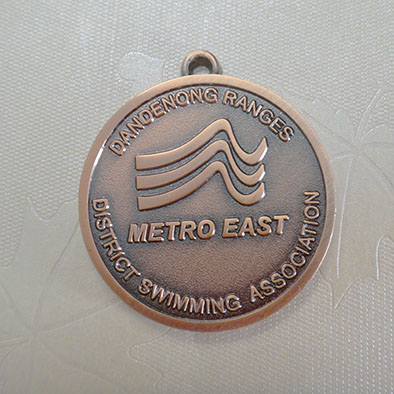 DANDENONG RANGES
METRO EAST
DISTRICT SWIMMING ASSOCIATION